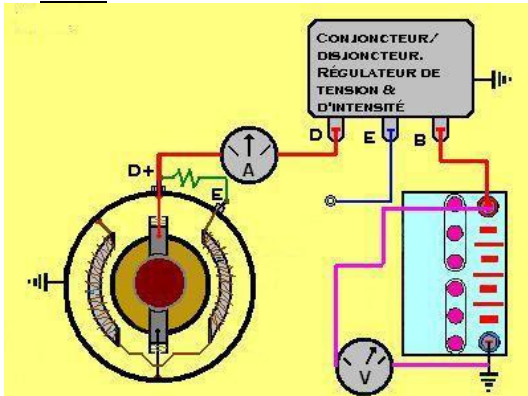 CONJONCTEUR/
DISJONCTEUR.
RÉGULATEUR DE
TENSION &
D'INTENSITÉ
D E B
A
D+
E
V